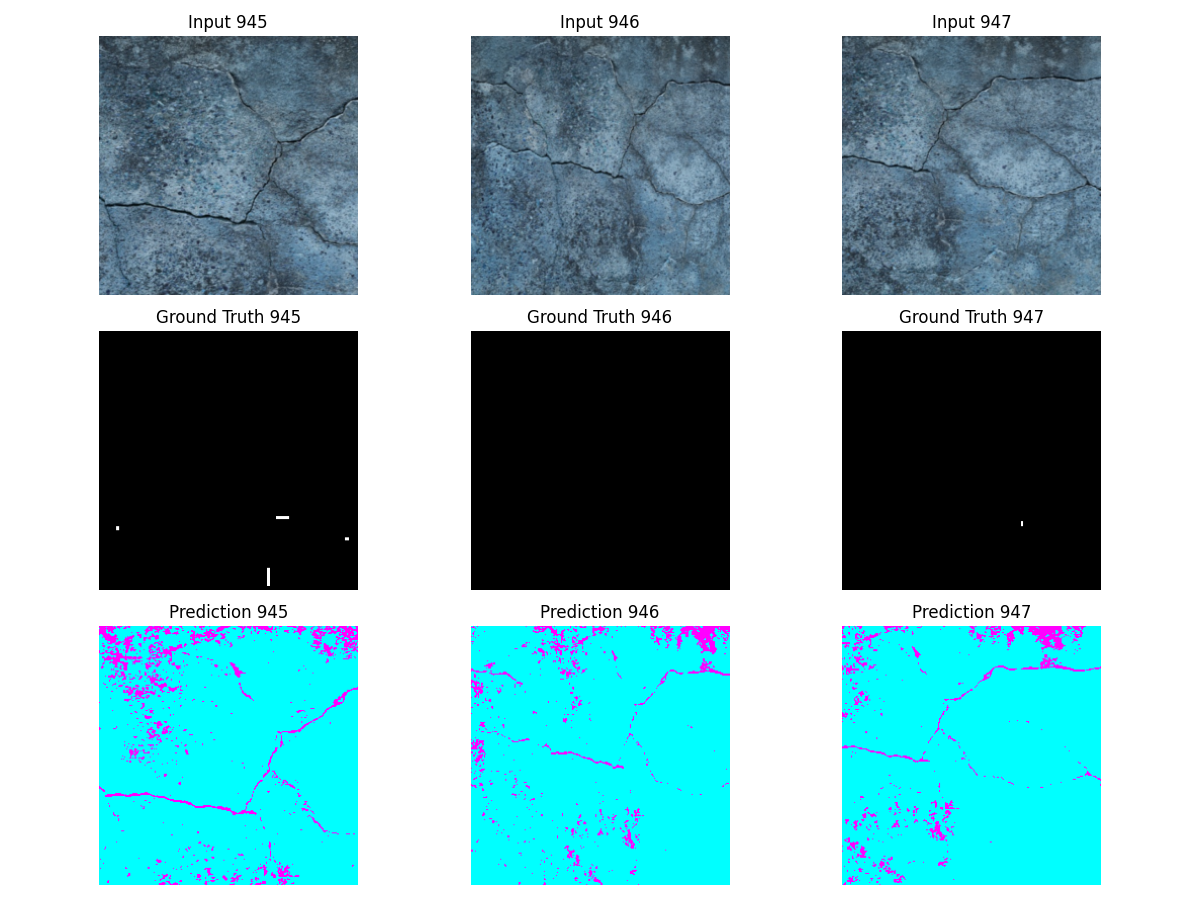 Input 945
Input 946
Input 947
Ground Truth 945
Ground Truth 946
Ground Truth 947
Prediction 945
Prediction 946
Prediction 947